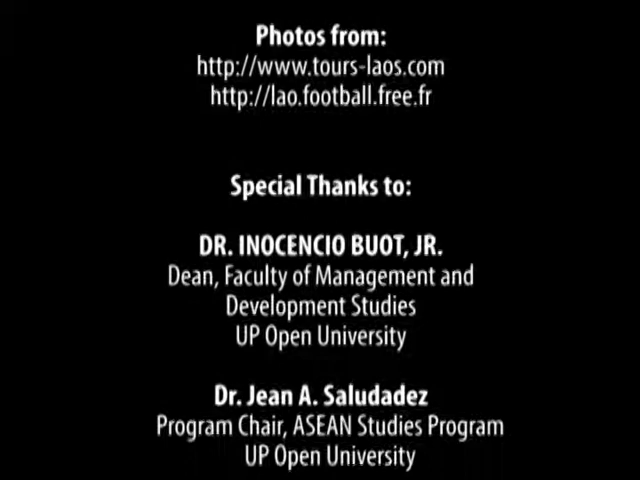 Photos from:
http://www.tours-laos.com
http://lao.football.free.fr
Special Thanks to:
DR. INOCENCIO BUOT, JR.
Dean, Faculty of Management and
Development Studies
UP Open University
Dr. Jean A. Saludadez
Program Chair, ASEAN Studies Program
UP Open University